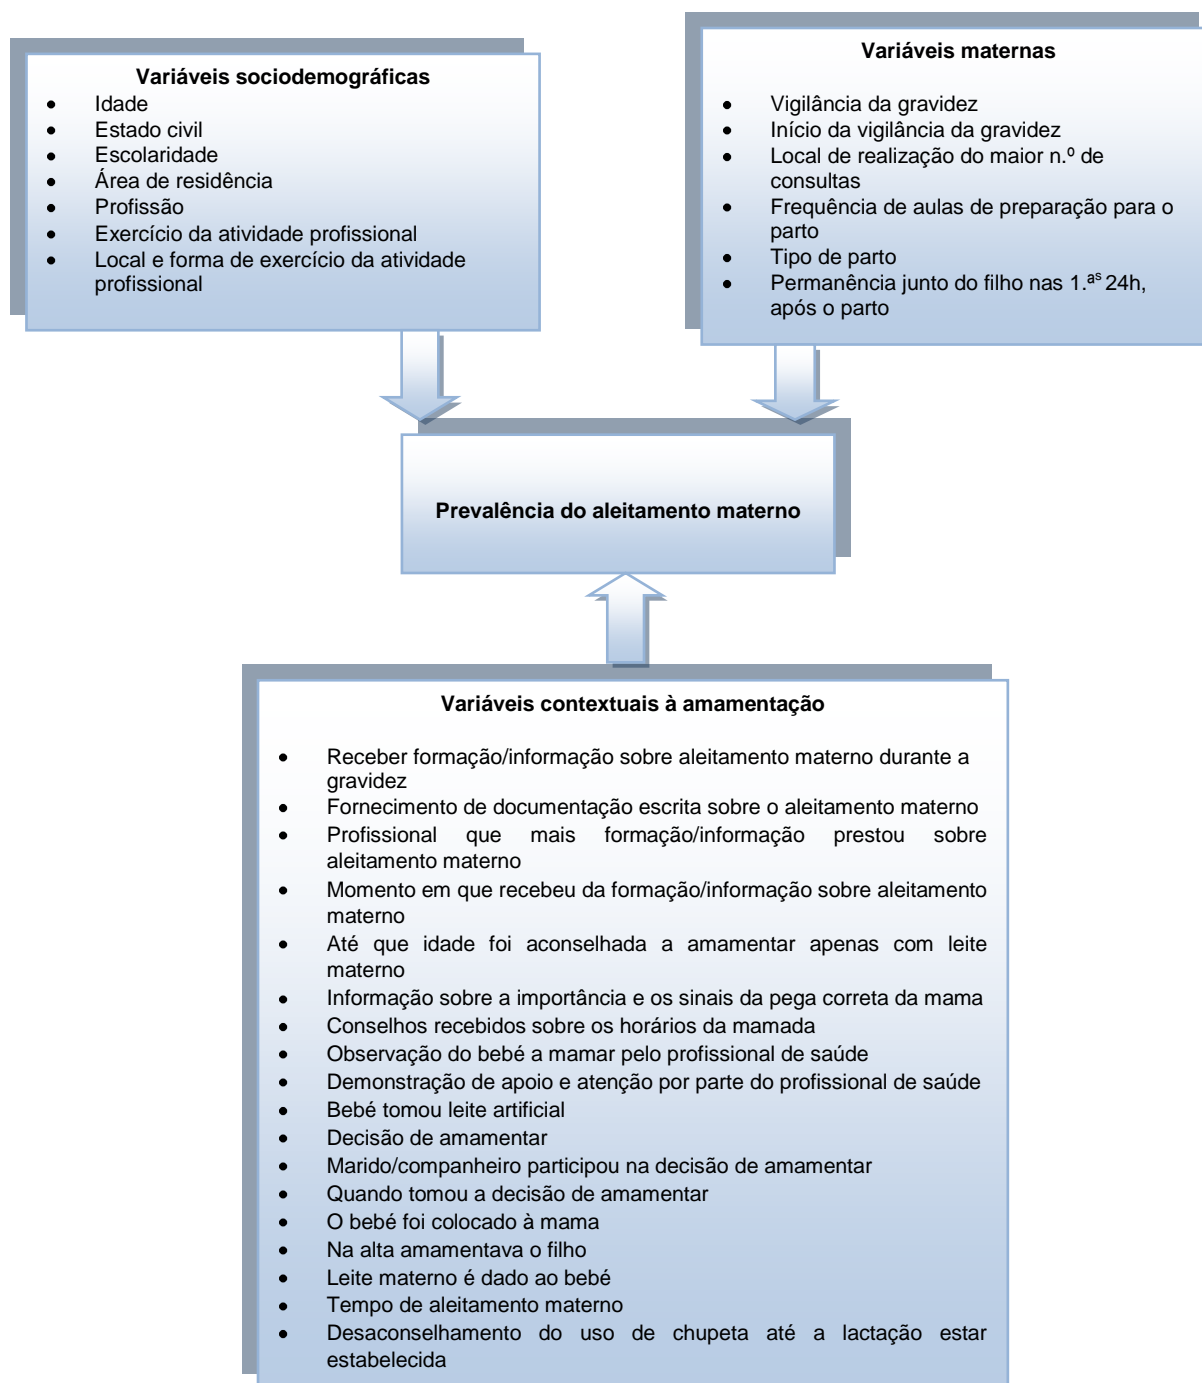 Variáveis sociodemográficas
• Idade
• Estado civil
• Escolaridade
• Área de residência
• Profissão
• Exercício da atividade profissional
• Local e forma de exercício da atividade
profissional
Variáveis maternas
• Vigilância da gravidez
• Início da vigilância da gravidez
• Local de realização do maior n.º de
consultas
• Frequência de aulas de preparação para o
parto
• Tipo de parto
• Permanência junto do filho nas 1.ªˢ 24h,
após o parto
Prevalência do aleitamento materno
Variáveis contextuais à amamentação
• Receber formação/informação sobre aleitamento materno durante a
gravidez
• Fornecimento de documentação escrita sobre o aleitamento materno
• Profissional que mais formação/informação prestou sobre
aleitamento materno
• Momento em que recebeu da formação/informação sobre aleitamento
materno
• Até que idade foi aconselhada a amamentar apenas com leite
materno
• Informação sobre a importância e os sinais da pega correta da mama
• Conselhos recebidos sobre os horários da mamada
• Observação do bebé a mamar pelo profissional de saúde
• Demonstração de apoio e atenção por parte do profissional de saúde
• Bebé tomou leite artificial
• Decisão de amamentar
• Marido/companheiro participou na decisão de amamentar
• Quando tomou a decisão de amamentar
• O bebé foi colocado à mama
• Na alta amamentava o filho
• Leite materno é dado ao bebé
• Tempo de aleitamento materno
• Desaconselhamento do uso de chupeta até a lactação estar
estabelecida